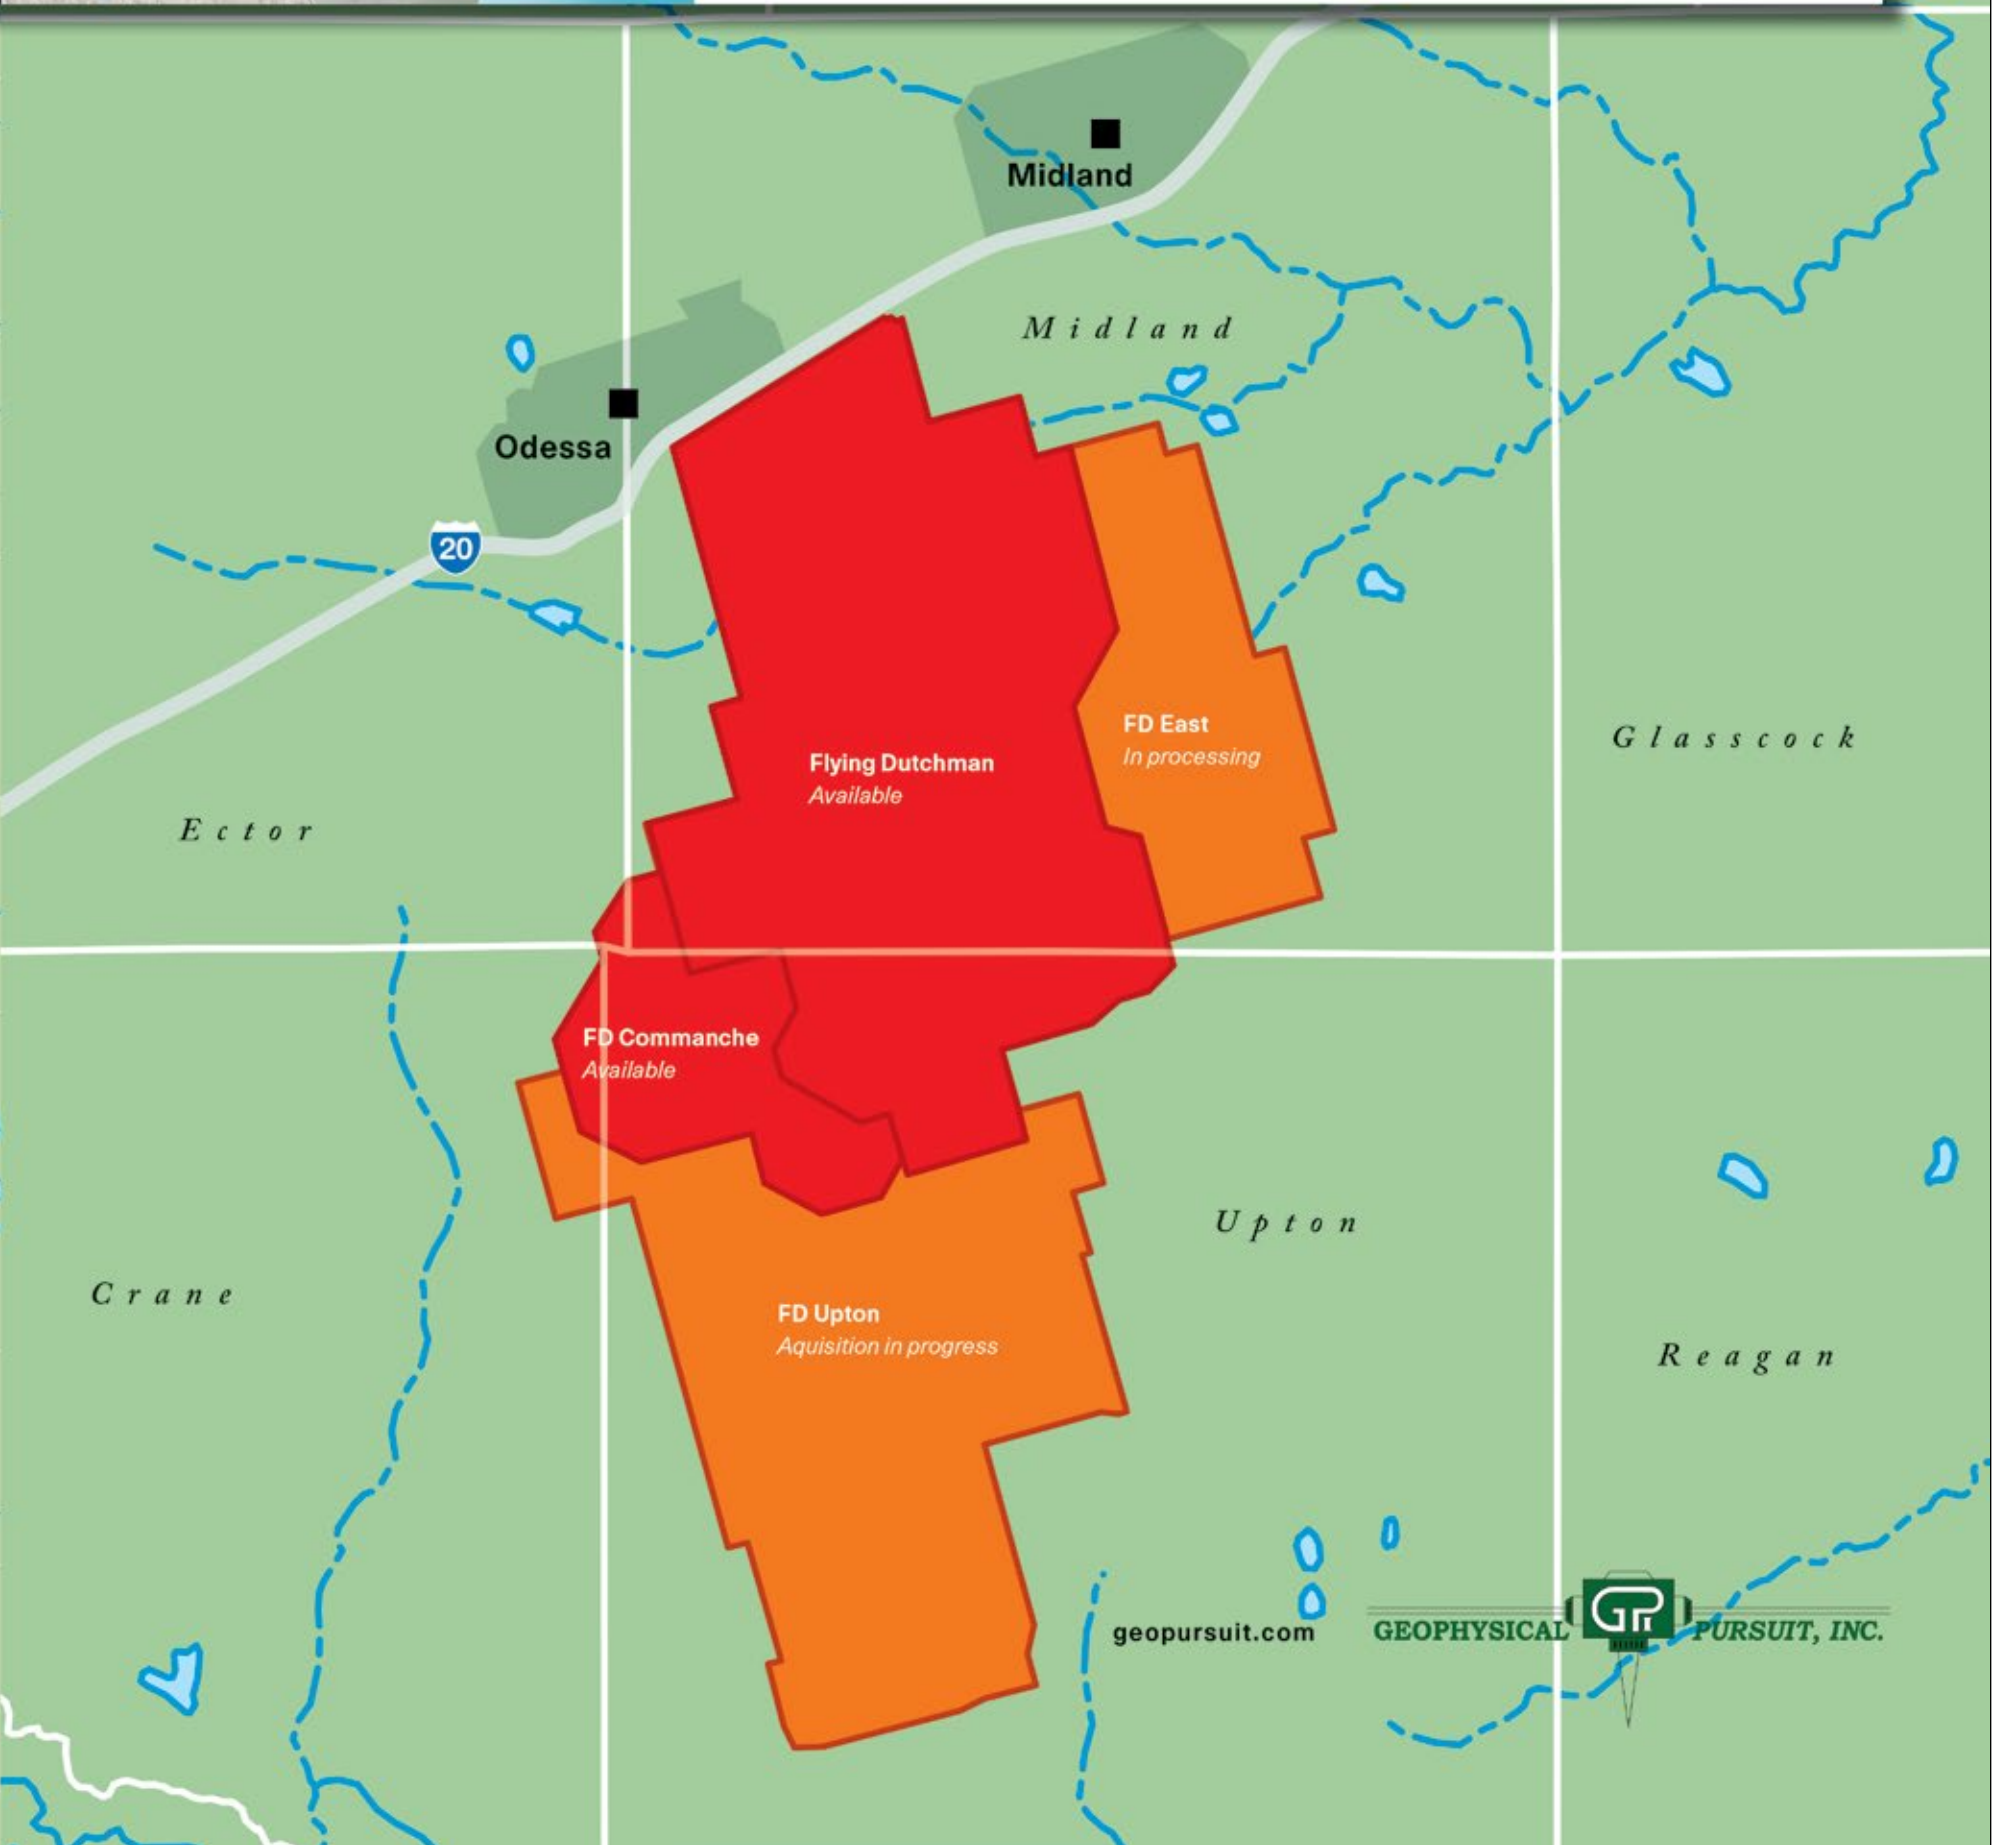 Midland
Midland
Odessa
20
FD East
In processing
Glasscock
Flying Dutchman
Available
Ector
FD Commanche
Available
Upton
Crane
FD Upton
Aquisition in progress
Reagan
geopursuit.com
GEOPHYSICAL GPI PURSUIT, INC.